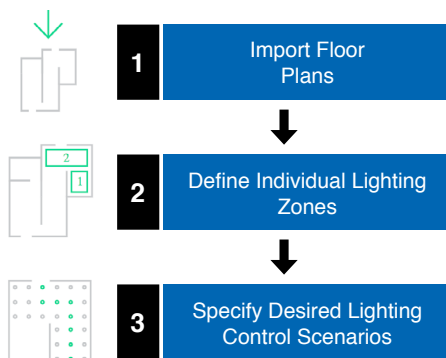 1
Import Floor
Plans
2
1
2
Define Individual Lighting
Zones
3
Specify Desired Lighting
Control Scenarios